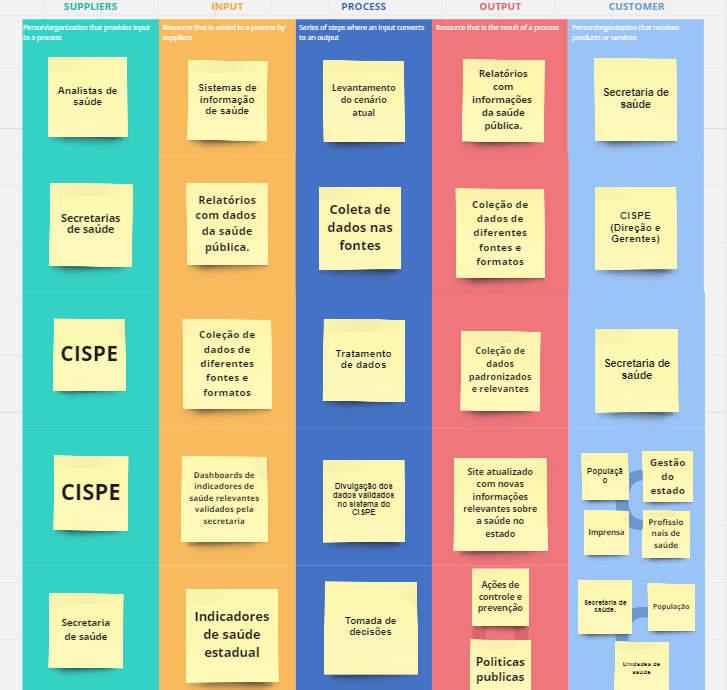 SUPPLIERS
INPUT
PROCESS
OUTPUT
CUSTOMER
Person/organization that provides input
to a process
Resource that is added to a process by
suppliers
Series of steps where an input converts
to an output
Resource that is the result of a process
Person/organization that receives
products or services
Analistas de
saúde
Sistemas de
informação
de saúde
Levantamento
do cenário
atual
Relatórios
com
informações
da saúde
pública.
Secretaria de
saúde
Secretarias
de saúde
Relatórios
com dados
da saúde
pública.
Coleta de
dados nas
fontes
Coleção de
dados de
diferentes
fontes e
formatos
CISPE
(Direção e
Gerentes)
CISPE
Coleção de
dados de
diferentes
fontes e
formatos
Tratamento
de dados
Coleção de
dados
padronizados
e relevantes
Secretaria de
saúde
CISPE
Dashboards de
indicadores de
saúde relevantes
validados pela
secretaria
Divulgação dos
dados validados
no sistema do
CISPE
Site atualizado
com novas
informações
relevantes sobre
a saúde no
estado
Populaçã
o
Gestão
do
estado
Imprensa
Profissio
nais de
saúde
Secretaria
de saúde
Indicadores
de saúde
estadual
Tomada de
decisões
Ações de
controle e
prevenção
Politicas
publicas
Secretaria de
saúde.
População
Unidades de
saúde